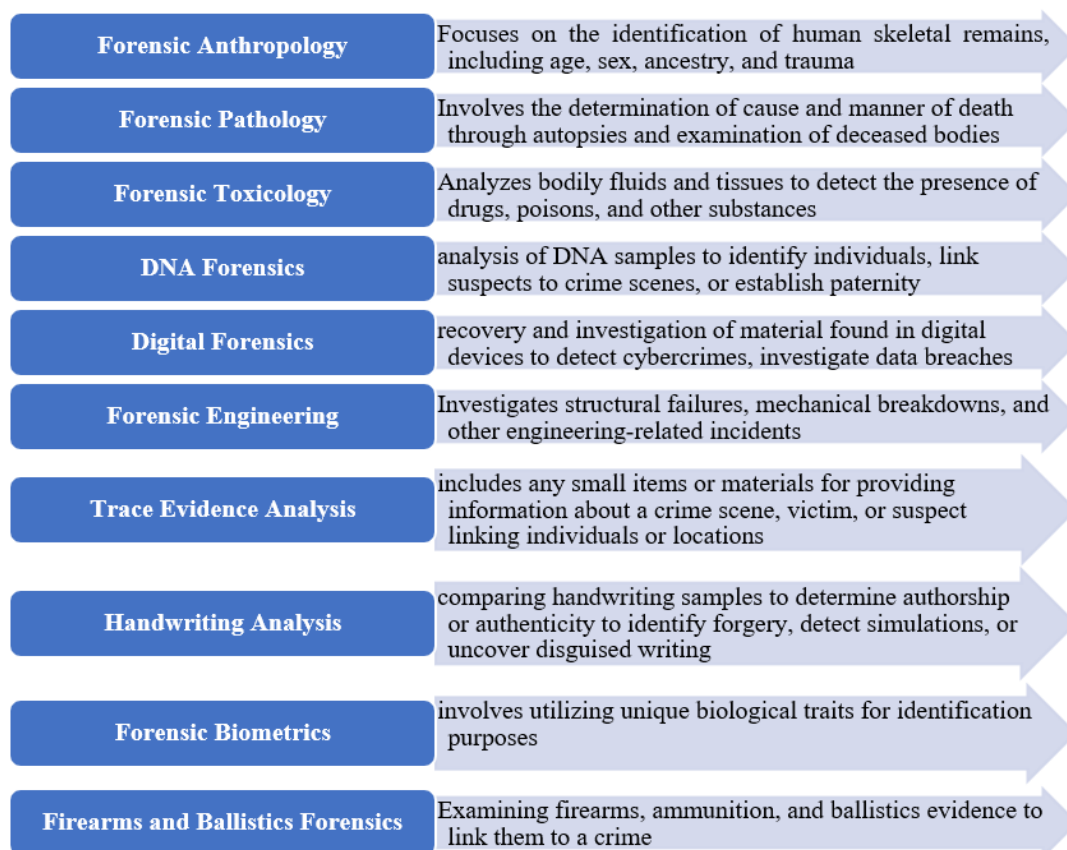 Forensic Anthropology
Focuses on the identification of human skeletal remains,
including age, sex, ancestry, and trauma
Forensic Pathology
Involves the determination of cause and manner of death
through autopsies and examination of deceased bodies
Forensic Toxicology
Analyzes bodily fluids and tissues to detect the presence of
drugs, poisons, and other substances
DNA Forensics
analysis of DNA samples to identify individuals, link
suspects to crime scenes, or establish paternity
Digital Forensics
recovery and investigation of material found in digital
devices to detect cybercrimes, investigate data breaches
Forensic Engineering
Investigates structural failures, mechanical breakdowns, and
other engineering-related incidents
Trace Evidence Analysis
includes any small items or materials for providing
information about a crime scene, victim, or suspect
linking individuals or locations
Handwriting Analysis
comparing handwriting samples to determine authorship
or authenticity to identify forgery, detect simulations, or
uncover disguised writing
Forensic Biometrics
involves utilizing unique biological traits for identification
purposes
Firearms and Ballistics Forensics
Examining firearms, ammunition, and ballistics evidence to
link them to a crime